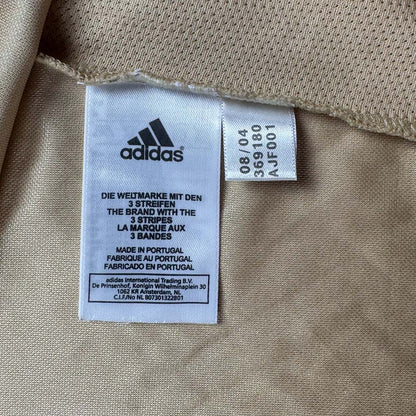 adidas
DIE WELTMARKE MIT DEN
3 STREIFEN
THE BRAND WITH THE
3 STRIPES
LA MARQUE AUX
3 BANDES
MADE IN PORTUGAL
FABRIQUE AU PORTUGAL
FABRICADO EN PORTUGAL
adidas International Trading B.V.
De Prinsenhof, Koningin Wilhelminaplein 30
1062 KR Amsterdam, NL
C.I.F/No NL B07301322B01
08/04
369180
AJF001